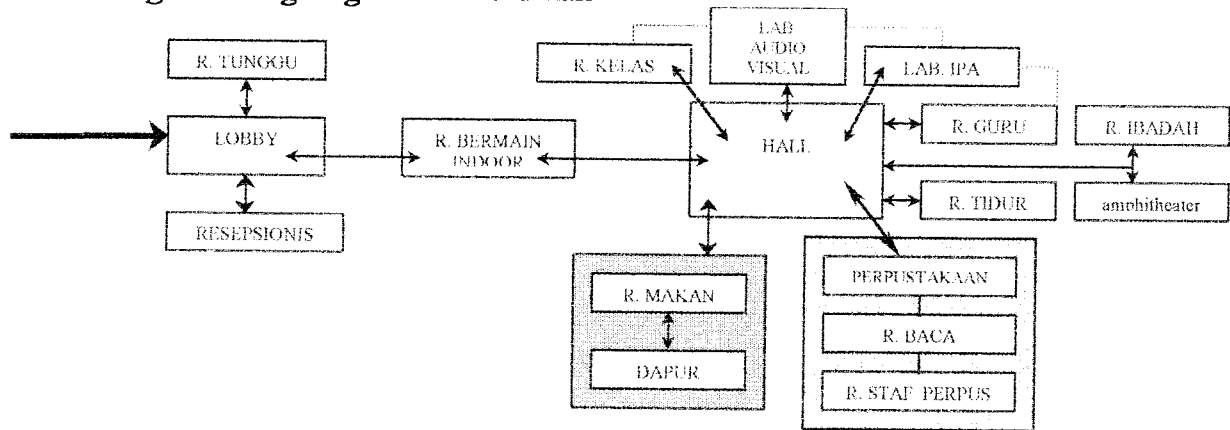 R. TUNGGU
LOBBY
RESEPSIONIS
R. BERMAIN
INDOOR
R. KELAS
LAB
AUDIO
VISUAL
LAB. IPA
HALL
R. GURU
R. IBADAH
R. TIDUR
amphitheater
R. MAKAN
DAPUR
PERPUSTAKAAN
R. BACA
R. STAF PERPUS